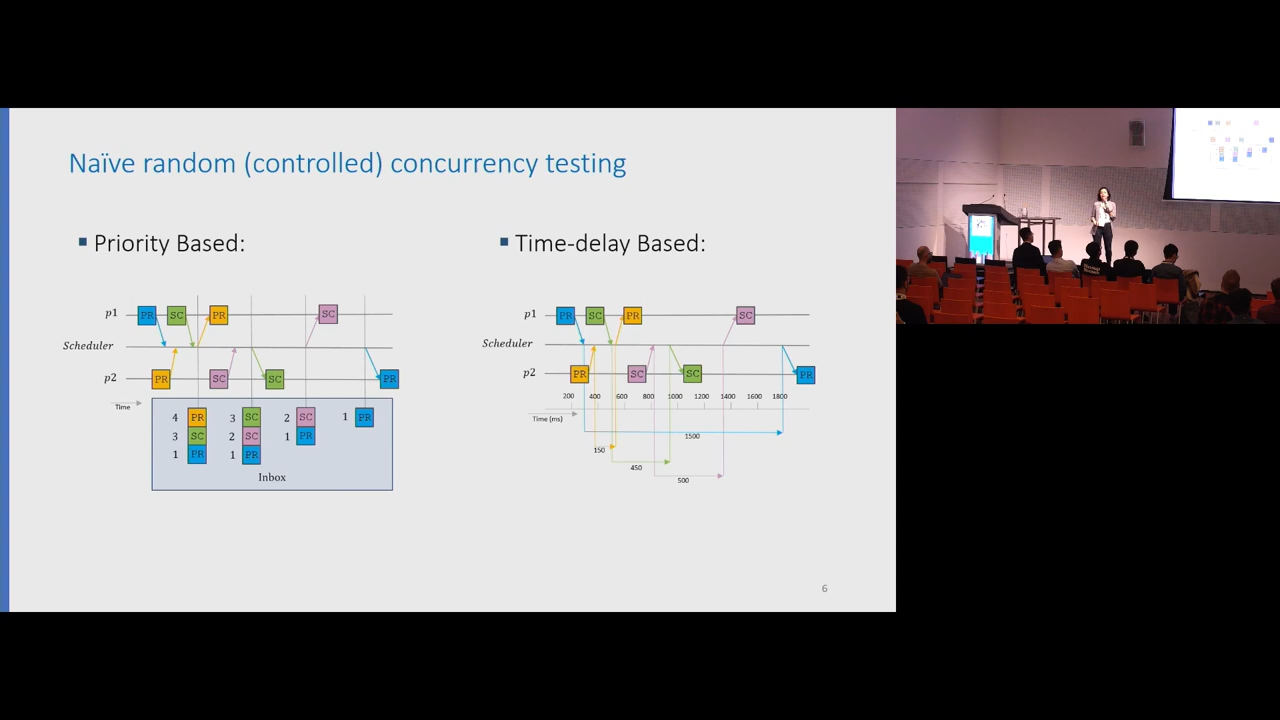 Naïve random (controlled) concurrency testing
Priority Based:
p1 PR SC PR SC
Scheduler
p2 PR SC SC PR
Time
4 PR 3 SC 2 SC 1 PR
3 SC 2 SC 1 PR
1 PR 1 PR
Inbox
Time-delay Based:
p1 PR SC PR SC
Scheduler
p2 PR SC SC PR
200 400 600 800 1000 1200 1400 1600 1800
Time (ms)
1500
150
450
500
6